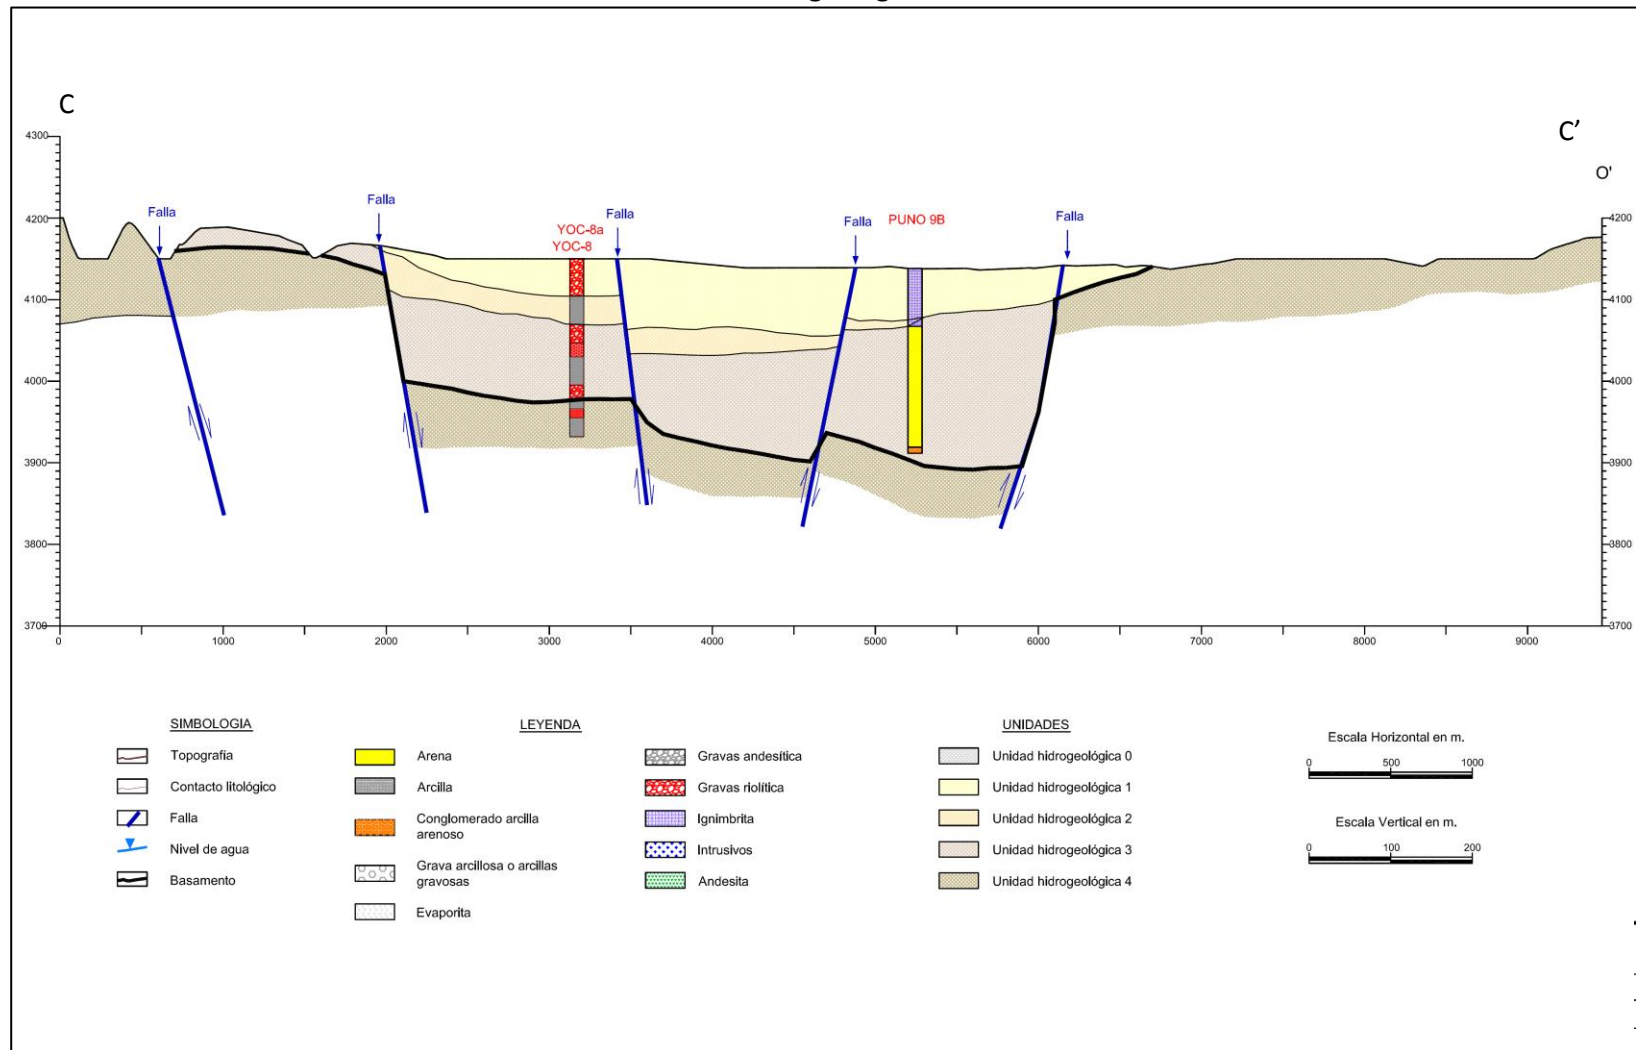 C
C’
O'
4300
4200
4100
4000
3900
3800
3700
4200
4100
4000
3900
3800
3700
Falla
Falla
YOC-8a
YOC-8
Falla
Falla
PUNO 9B
Falla
0
1000
2000
3000
4000
5000
6000
7000
8000
9000
SIMBOLOGIA
Topografia
Contacto litológico
Falla
Nivel de agua
Basamento
LEYENDA
Arena
Arcilla
Conglomerado arcilla
arenoso
Grava arcillosa o arcillas
gravosas
Evaporita
Gravas andesítica
Gravas riolítica
Ignimbrita
Intrusivos
Andesita
UNIDADES
Unidad hidrogeológica 0
Unidad hidrogeológica 1
Unidad hidrogeológica 2
Unidad hidrogeológica 3
Unidad hidrogeológica 4
Escala Horizontal en m.
0 500 1000
Escala Vertical en m.
0 100 200